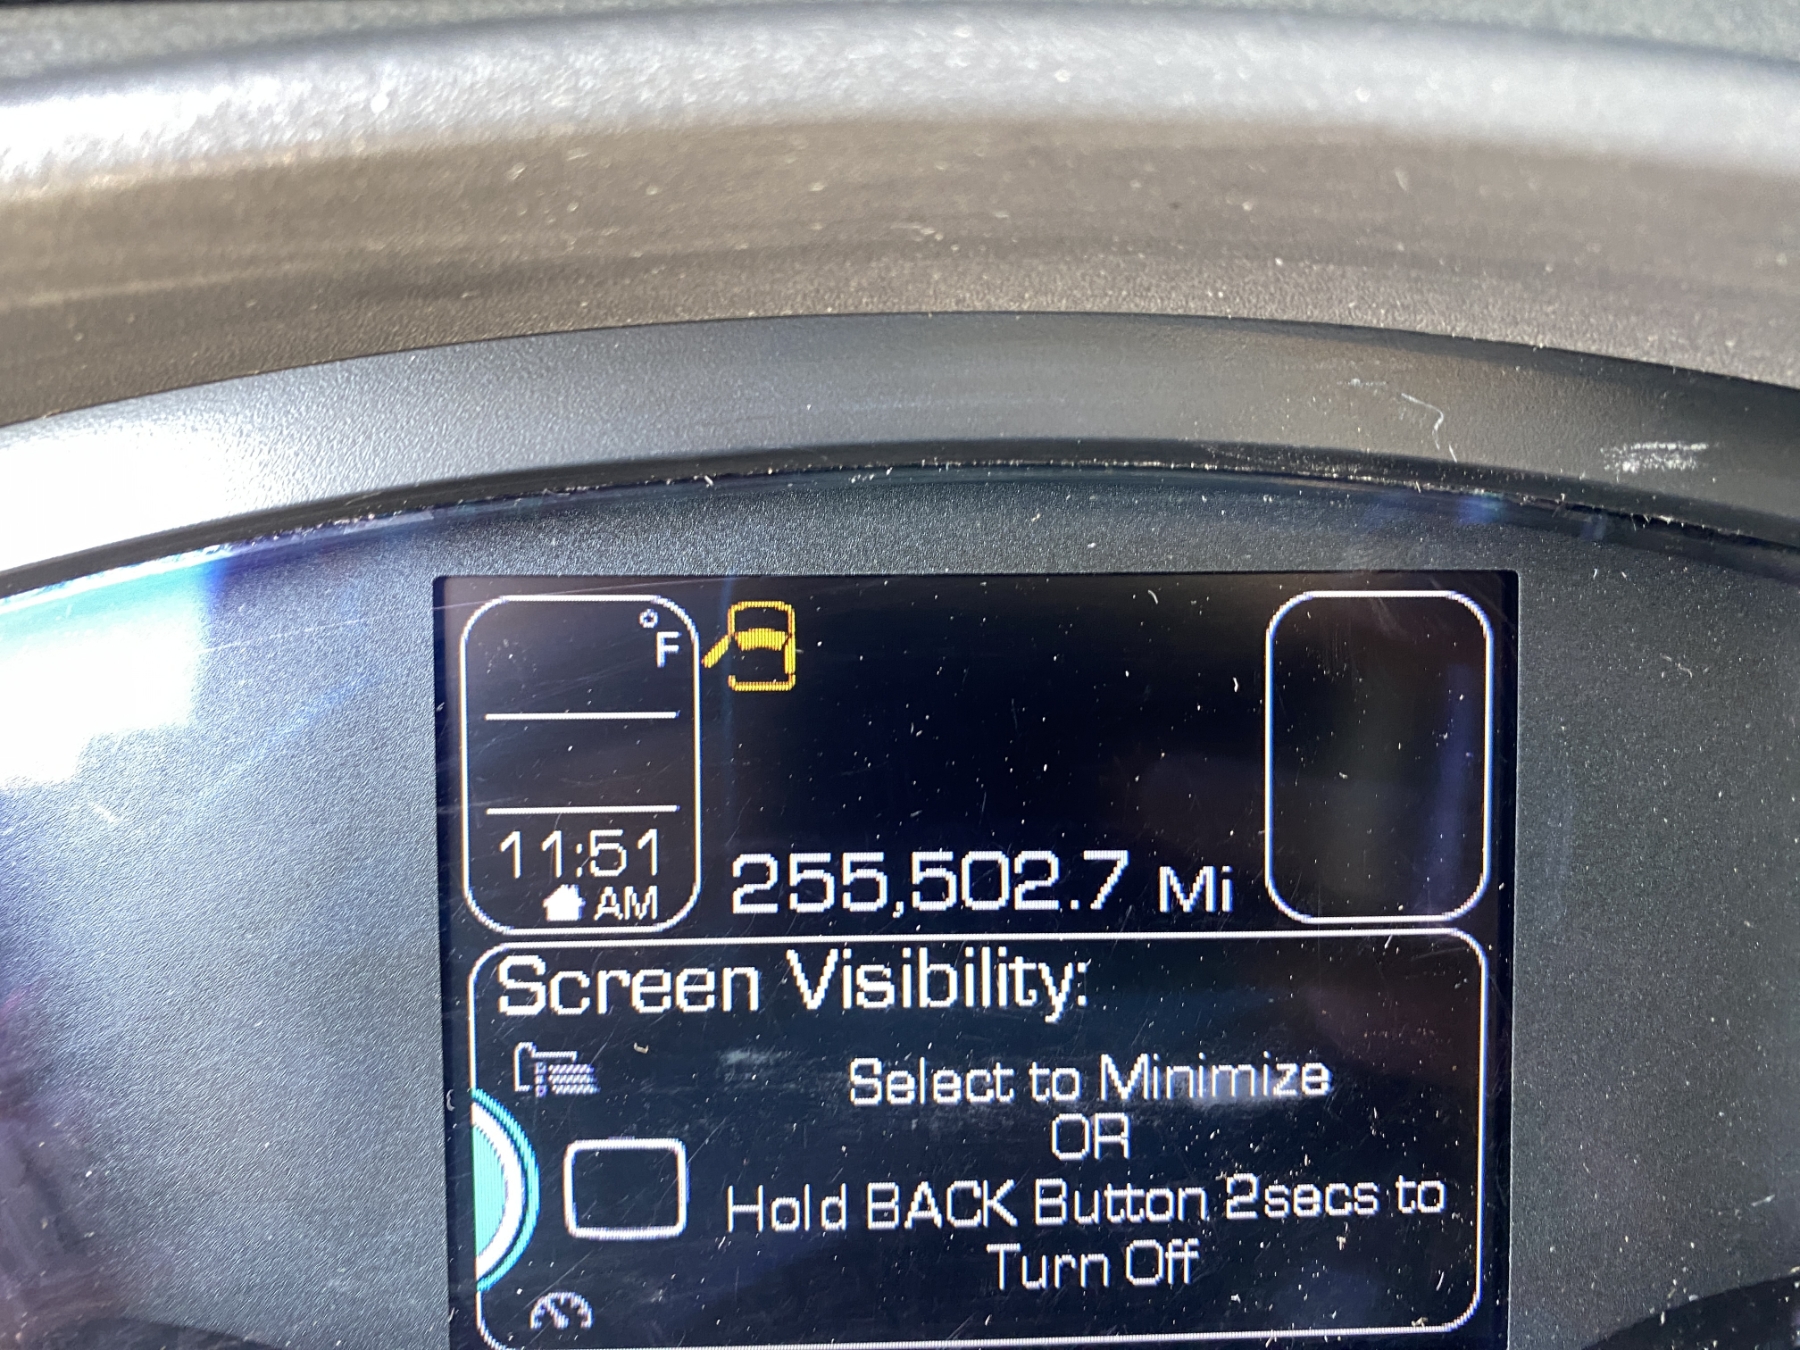 °F
11:51
AM
255,502.7 Mi
Screen Visibility:
Select to Minimize
OR
Hold BACK Button 2secs to
Turn Off